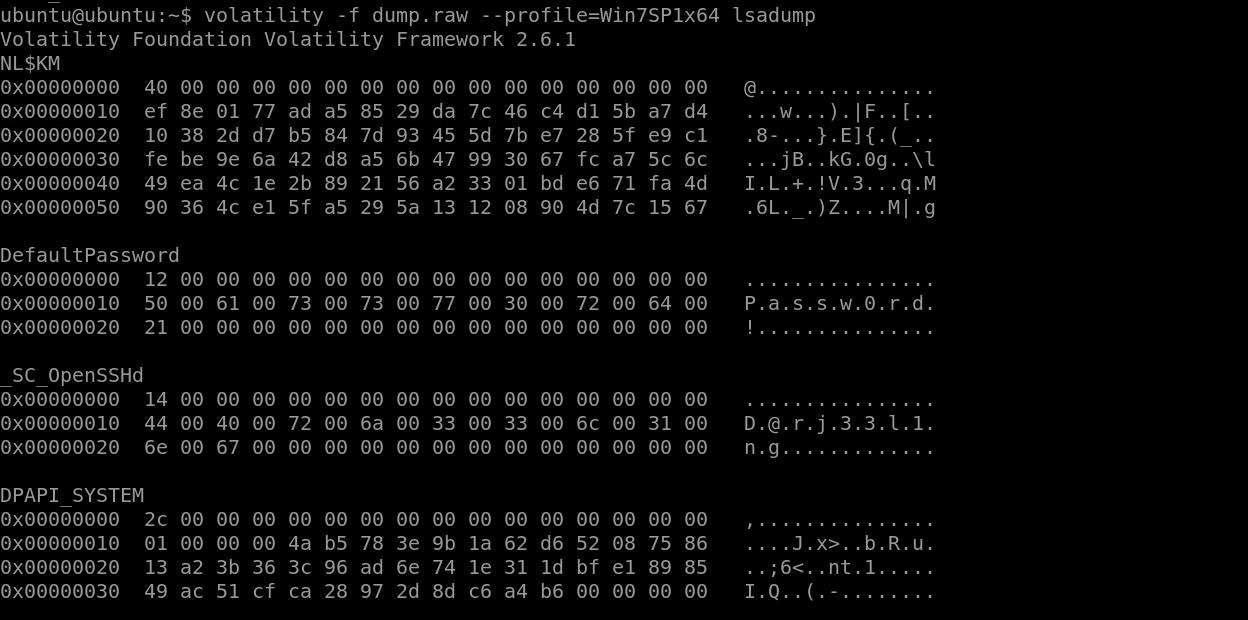 ubuntu@ubuntu:~$ volatility -f dump.raw --profile=Win7SP1x64 lsadump
Volatility Foundation Volatility Framework 2.6.1
NL$KM
0x00000000  40 00 00 00 00 00 00 00 00 00 00 00 00 00 00 00   @...............
0x00000010  ef 8e 01 77 ad a5 85 29 da 7c 46 c4 d1 5b a7 d4   ...w...).|F..[..
0x00000020  10 38 2d d7 b5 84 7d 93 45 5d 7b e7 28 5f e9 c1   .8-...}.E]{.(_..
0x00000030  fe be 9e 6a 42 d8 a5 6b 47 99 30 67 fc a7 5c 6c   ...jB..kG.0g..\l
0x00000040  49 ea 4c 1e 2b 89 21 56 a2 33 01 bd e6 71 fa 4d   I.L.+.!V.3...q.M
0x00000050  90 36 4c e1 5f a5 29 5a 13 12 08 90 4d 7c 15 67   .6L._.)Z....M|.g
DefaultPassword
0x00000000  12 00 00 00 00 00 00 00 00 00 00 00 00 00 00 00   ................
0x00000010  50 00 61 00 73 00 73 00 77 00 30 00 72 00 64 00   P.a.s.s.w.0.r.d.
0x00000020  21 00 00 00 00 00 00 00 00 00 00 00 00 00 00 00   !...............
_SC_OpenSSHd
0x00000000  14 00 00 00 00 00 00 00 00 00 00 00 00 00 00 00   ................
0x00000010  44 00 40 00 72 00 6a 00 33 00 33 00 6c 00 31 00   D.@.r.j.3.3.l.1.
0x00000020  6e 00 67 00 00 00 00 00 00 00 00 00 00 00 00 00   n.g.............
DPAPI_SYSTEM
0x00000000  2c 00 00 00 00 00 00 00 00 00 00 00 00 00 00 00   ,...............
0x00000010  01 00 00 00 4a b5 78 3e 9b 1a 62 d6 52 08 75 86   ....J.x>..b.R.u.
0x00000020  13 a2 3b 36 3c 96 ad 6e 74 1e 31 1d bf e1 89 85   ..;6<..nt.1.....
0x00000030  49 ac 51 cf ca 28 97 2d 8d c6 a4 b6 00 00 00 00   I.Q..(.-........